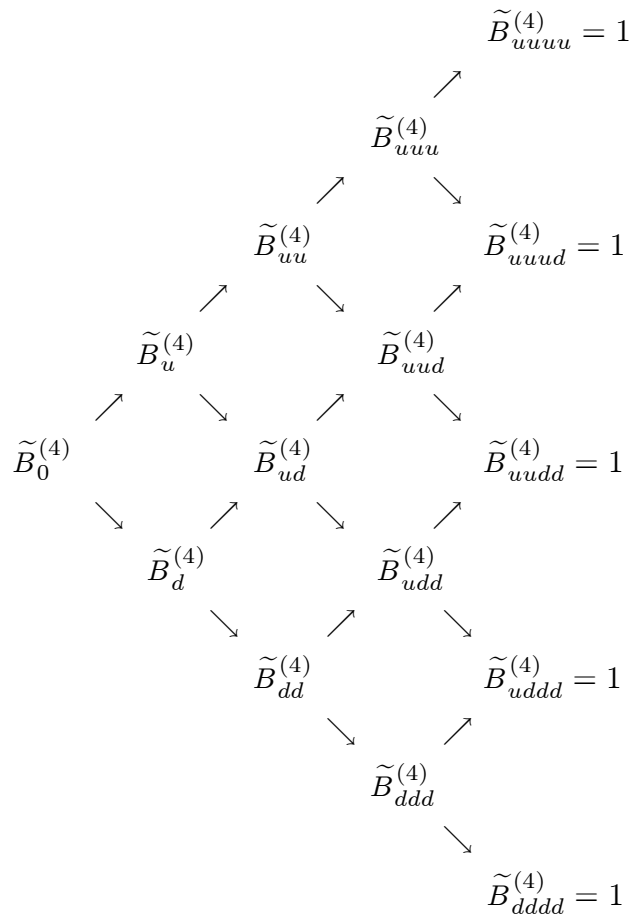 $\widetilde{B}_{uuuu}^{(4)} = 1$
$\widetilde{B}_{uuu}^{(4)}$
$\widetilde{B}_{uu}^{(4)}$ $\widetilde{B}_{uuud}^{(4)} = 1$
$\widetilde{B}_{u}^{(4)}$ $\widetilde{B}_{uud}^{(4)}$
$\widetilde{B}_{0}^{(4)}$ $\widetilde{B}_{ud}^{(4)}$ $\widetilde{B}_{uudd}^{(4)} = 1$
$\widetilde{B}_{d}^{(4)}$ $\widetilde{B}_{udd}^{(4)}$
$\widetilde{B}_{dd}^{(4)}$ $\widetilde{B}_{uddd}^{(4)} = 1$
$\widetilde{B}_{ddd}^{(4)}$
$\widetilde{B}_{dddd}^{(4)} = 1$